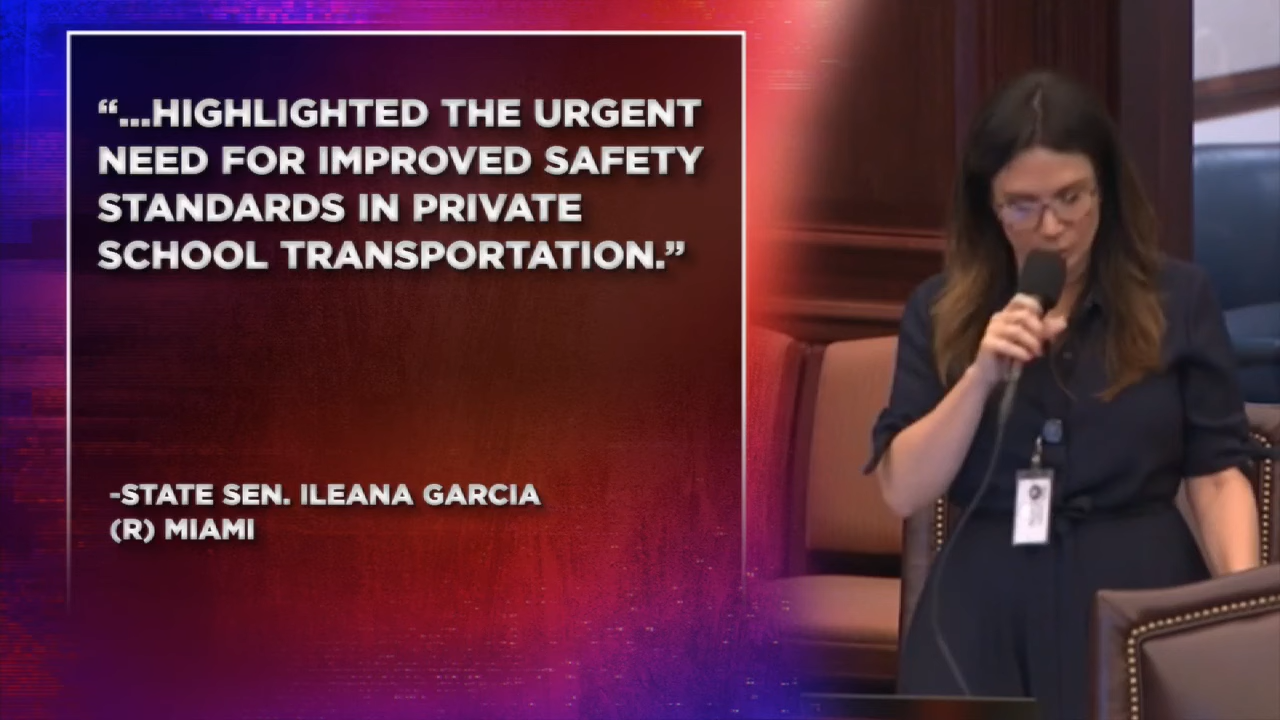 “...HIGHLIGHTED THE URGENT
NEED FOR IMPROVED SAFETY
STANDARDS IN PRIVATE
SCHOOL TRANSPORTATION.”
-STATE SEN. ILEANA GARCIA
(R) MIAMI